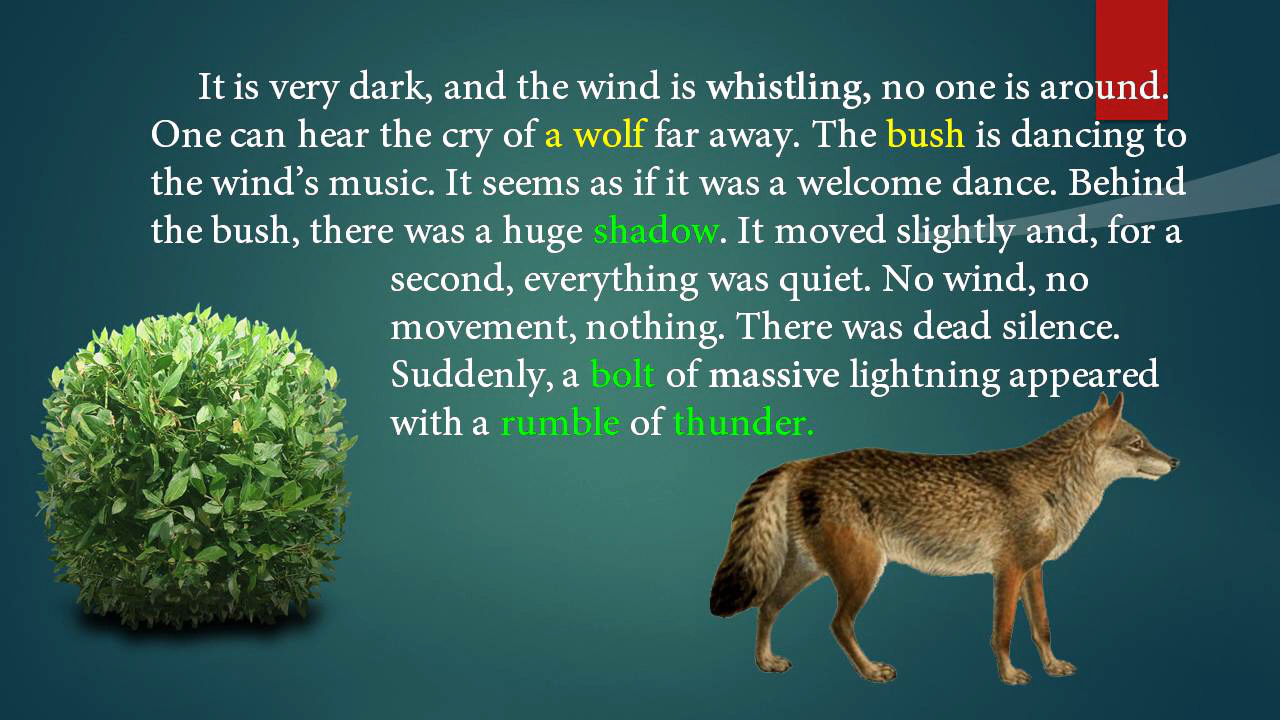 It is very dark, and the wind is whistling, no one is around.
One can hear the cry of a wolf far away. The bush is dancing to
the wind’s music. It seems as if it was a welcome dance. Behind
the bush, there was a huge shadow. It moved slightly and, for a
second, everything was quiet. No wind, no
movement, nothing. There was dead silence.
Suddenly, a bolt of massive lightning appeared
with a rumble of thunder.